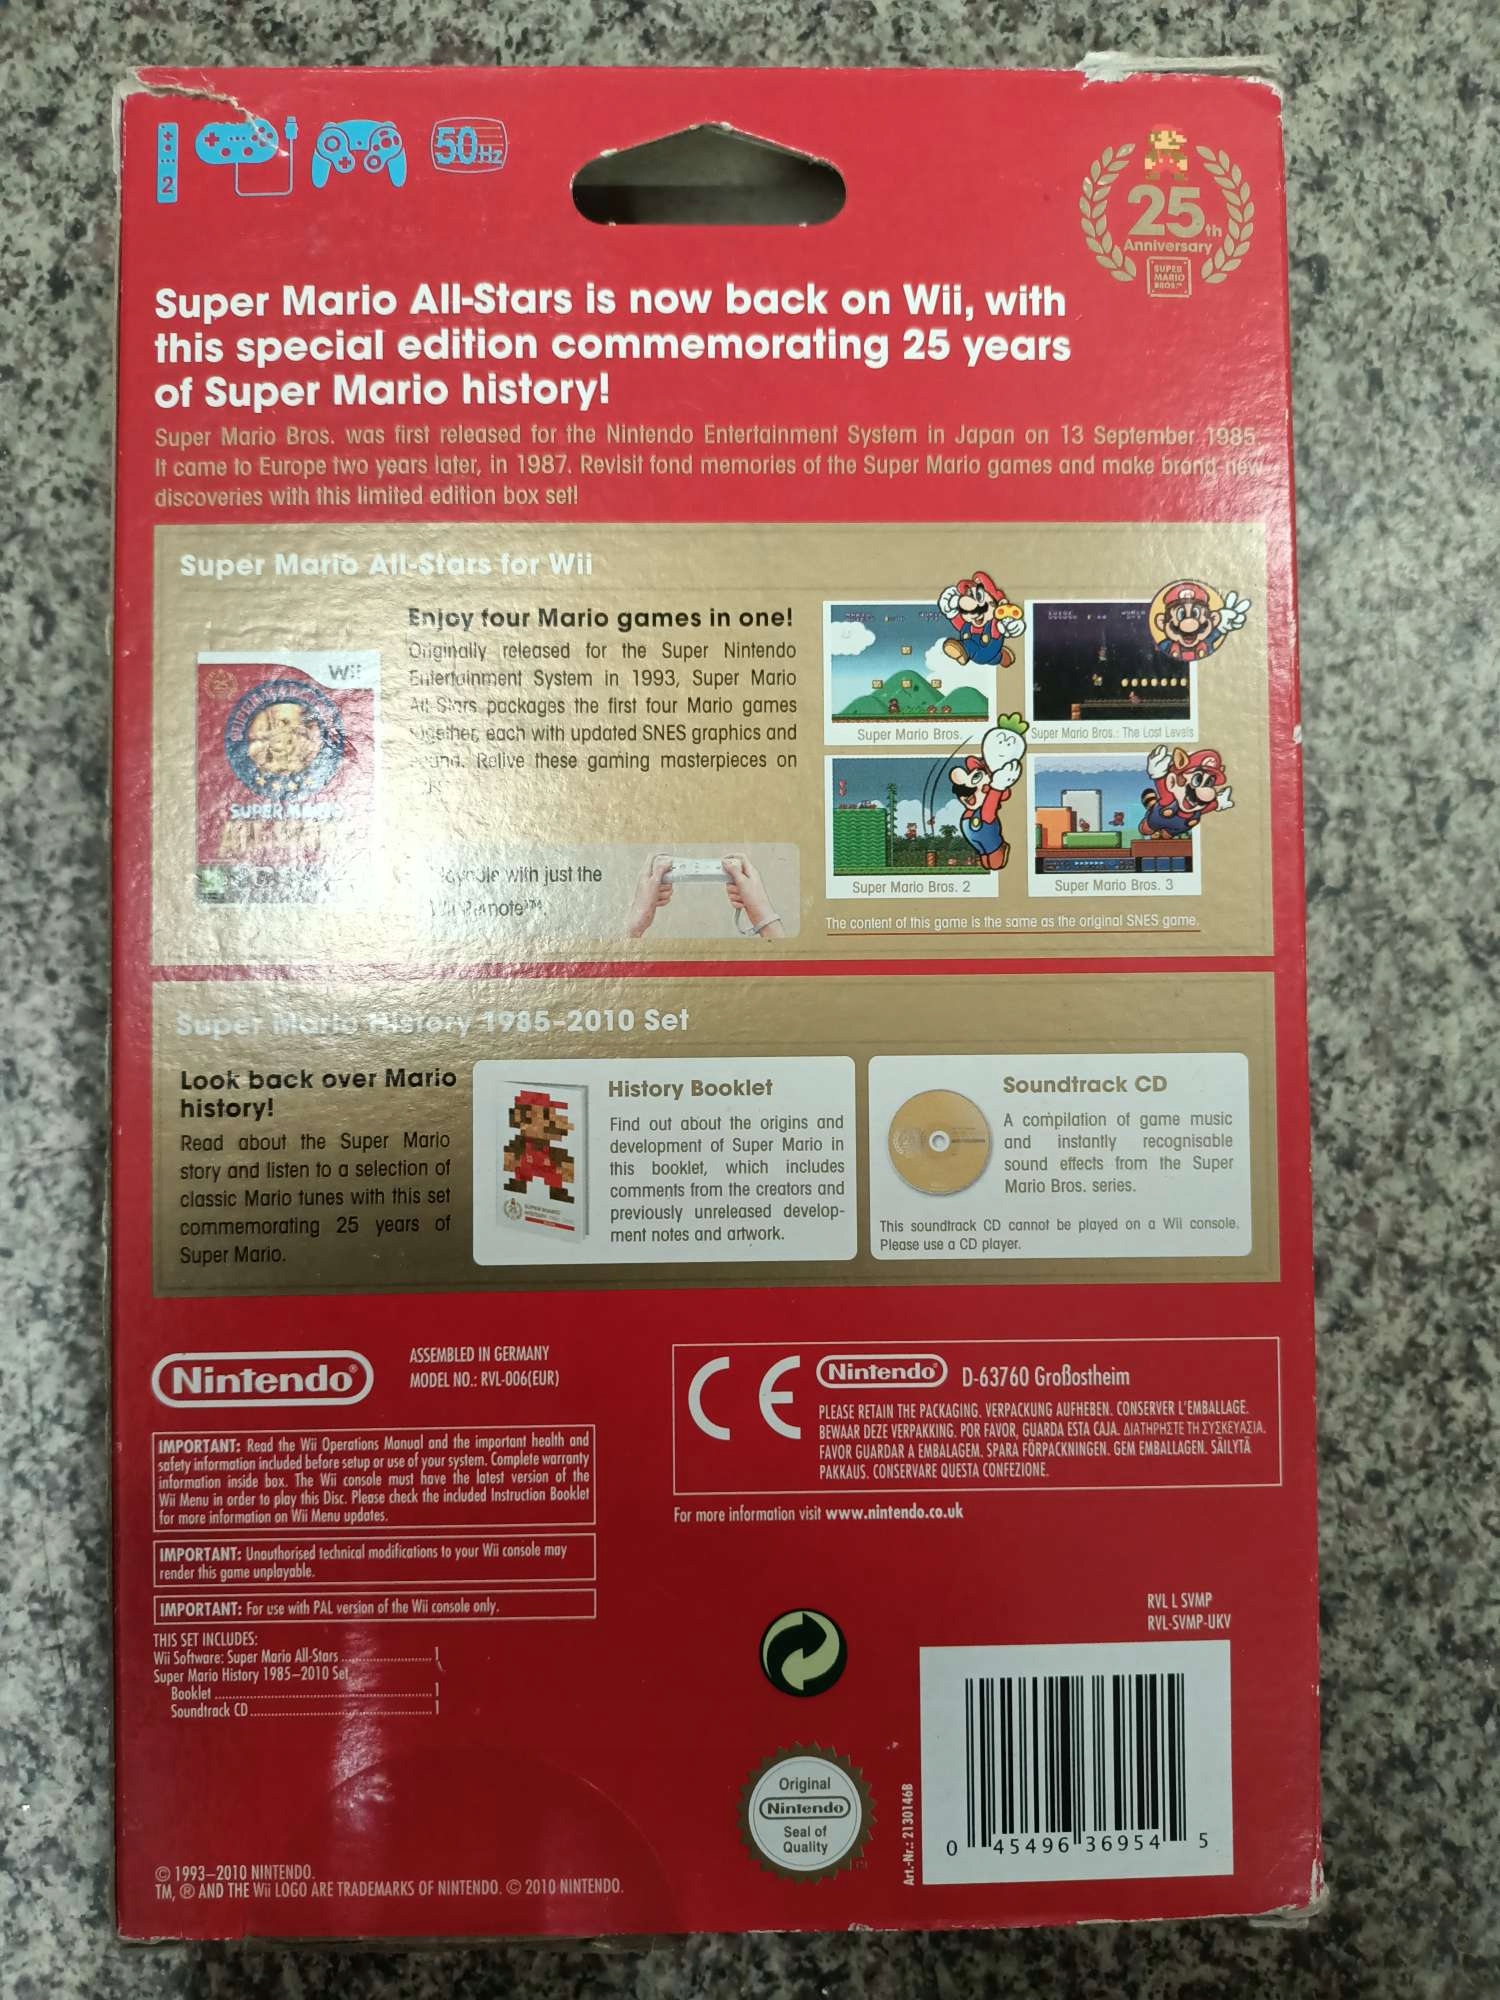 2
50Hz
25th
Anniversary
SUPER
MARIO
BROS.™
Super Mario All-Stars is now back on Wii, with
this special edition commemorating 25 years
of Super Mario history!
Super Mario Bros. was first released for the Nintendo Entertainment System in Japan on 13 September 1985.
It came to Europe two years later, in 1987. Revisit fond memories of the Super Mario games and make brand new
discoveries with this limited edition box set!
Super Mario All-Stars for Wii
Enjoy four Mario games in one!
Originally released for the Super Nintendo
Entertainment System in 1993, Super Mario
All-Stars packages the first four Mario games
together, each with updated SNES graphics and
sound. Relive these gaming masterpieces on
Wii
SUPER MARIO
with just the
Remote™.
Super Mario Bros.
Super Mario Bros.: The Lost Levels
Super Mario Bros. 2
Super Mario Bros. 3
The content of this game is the same as the original SNES game.
Super Mario History 1985-2010 Set
Look back over Mario
history!
Read about the Super Mario
story and listen to a selection of
classic Mario tunes with this set
commemorating 25 years of
Super Mario.
History Booklet
Find out about the origins and
development of Super Mario in
this booklet, which includes
comments from the creators and
previously unreleased develop-
ment notes and artwork.
Soundtrack CD
A compilation of game music
and instantly recognisable
sound effects from the Super
Mario Bros. series.
This soundtrack CD cannot be played on a Wii console.
Please use a CD player.
Nintendo®
ASSEMBLED IN GERMANY
MODEL NO.: RVL-006(EUR)
IMPORTANT: Read the Wii Operations Manual and the important health and
safety information included before setup or use of your system. Complete warranty
information inside box. The Wii console must have the latest version of the
Wii Menu in order to play this Disc. Please check the included Instruction Booklet
for more information on Wii Menu updates.
IMPORTANT: Unauthorised technical modifications to your Wii console may
render this game unplayable.
IMPORTANT: For use with PAL version of the Wii console only.
THIS SET INCLUDES:
Wii Software: Super Mario All-Stars ........................ 1
Super Mario History 1985–2010 Set
Booklet ........................ 1
Soundtrack CD ........................ 1
CE
Nintendo®
D-63760 Großostheim
PLEASE RETAIN THE PACKAGING. VERPACKUNG AUFHEBEN. CONSERVER L'EMBALLAGE.
BEWAAR DEZE VERPAKKING. POR FAVOR, GUARDA ESTA CAJA. ΔΙΑΤΗΡΗΣΤΕ ΤΗ ΣΥΣΚΕΥΑΣΙΑ.
FAVOR GUARDAR A EMBALAGEM. SPARA FÖRPACKNINGEN. GEM EMBALLAGEN. SÄILYTÄ
PAKKAUS. CONSERVARE QUESTA CONFEZIONE.
For more information visit www.nintendo.co.uk
RVL L SVMP
RVL-SVMP-UKV
Original
Nintendo
Seal of
Quality
Art.-Nr.: 2130146B
0 45496 36954 5
© 1993–2010 NINTENDO.
TM, ® AND THE Wii LOGO ARE TRADEMARKS OF NINTENDO. © 2010 NINTENDO.